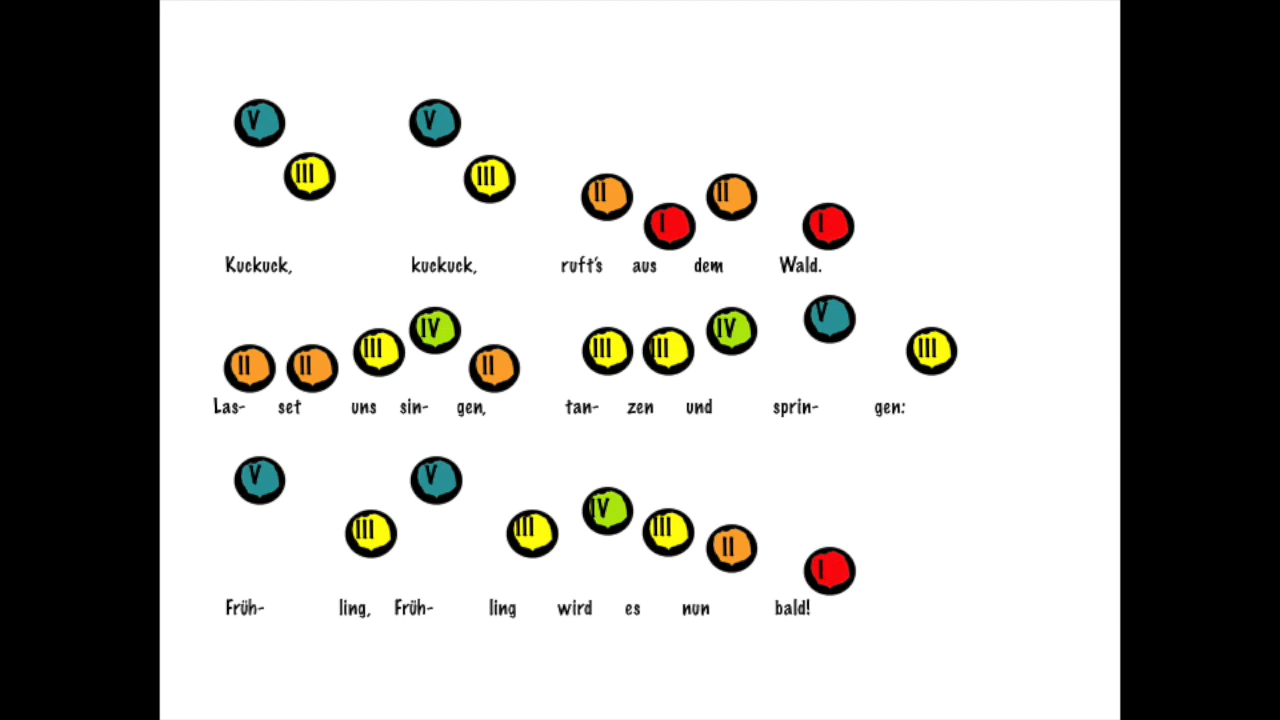 V V
III III
II I II I
Kuckuck, kuckuck, ruft's aus dem Wald.
II II III IV II III III IV V III
Las- set uns sin- gen, tan- zen und sprin- gen:
V V
III III IV III II I
Früh- ling, Früh- ling wird es nun bald!